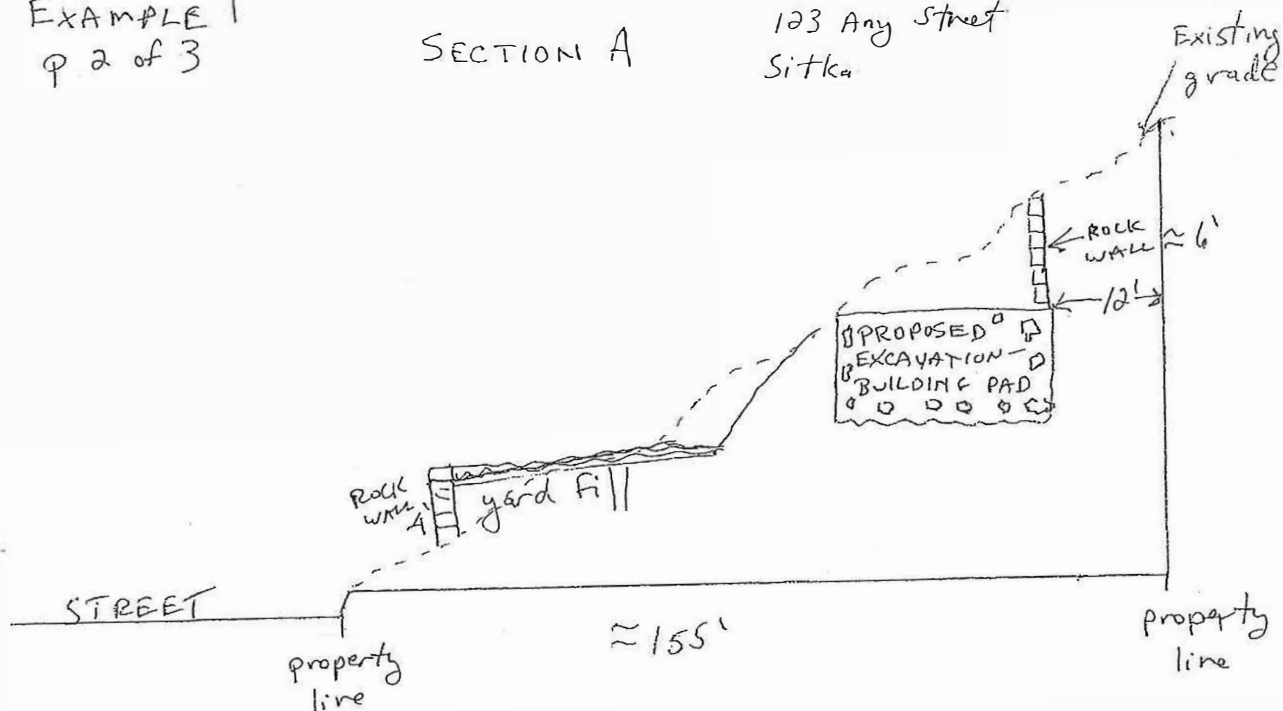 EXAMPLE 1
p 2 of 3
SECTION A
123 Any Street
Sitka
Existing
grade
ROCK
WALL ≈ 6'
12'
PROPOSED
EXCAVATION -
BUILDING PAD
ROCK
WALL 4'
yard fill
STREET
≈ 155'
property
line
property
line